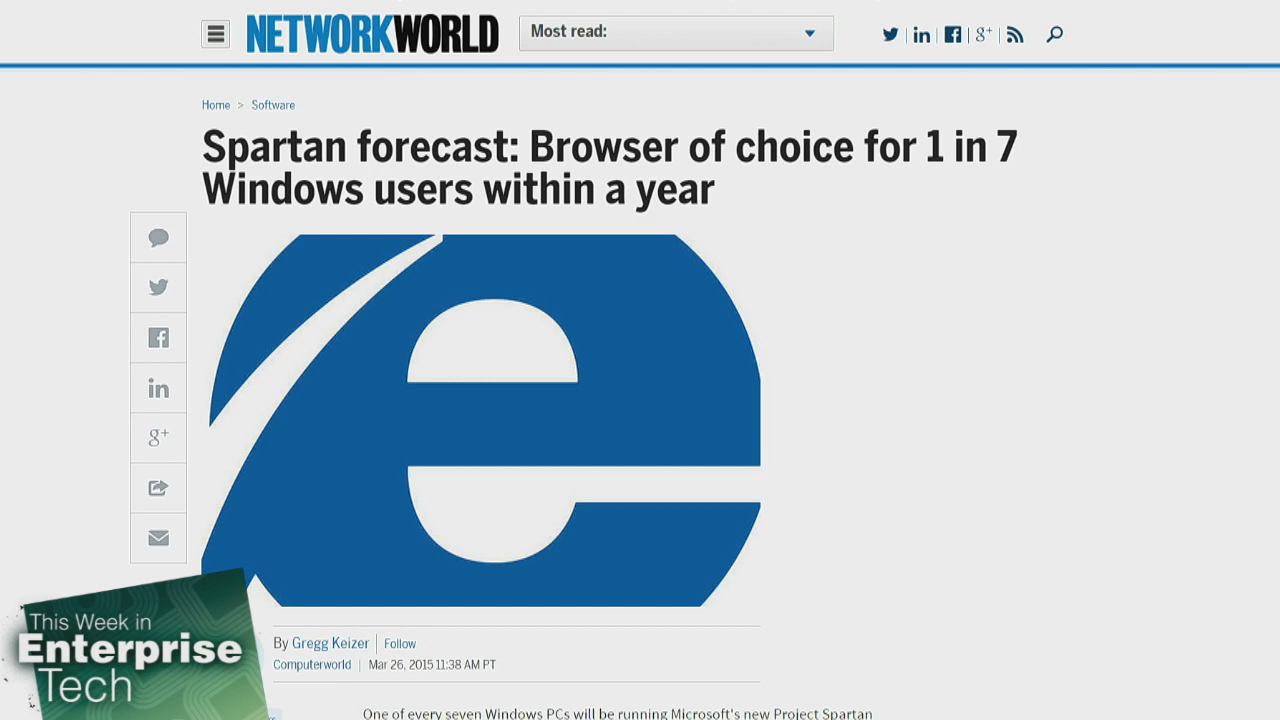 NETWORKWORLD
Most read:
Home > Software
Spartan forecast: Browser of choice for 1 in 7
Windows users within a year
By Gregg Keizer | Follow
Computerworld | Mar 26, 2015 11:38 AM PT
One of every seven Windows PCs will be running Microsoft's new Project Spartan
This Week in
Enterprise
Tech